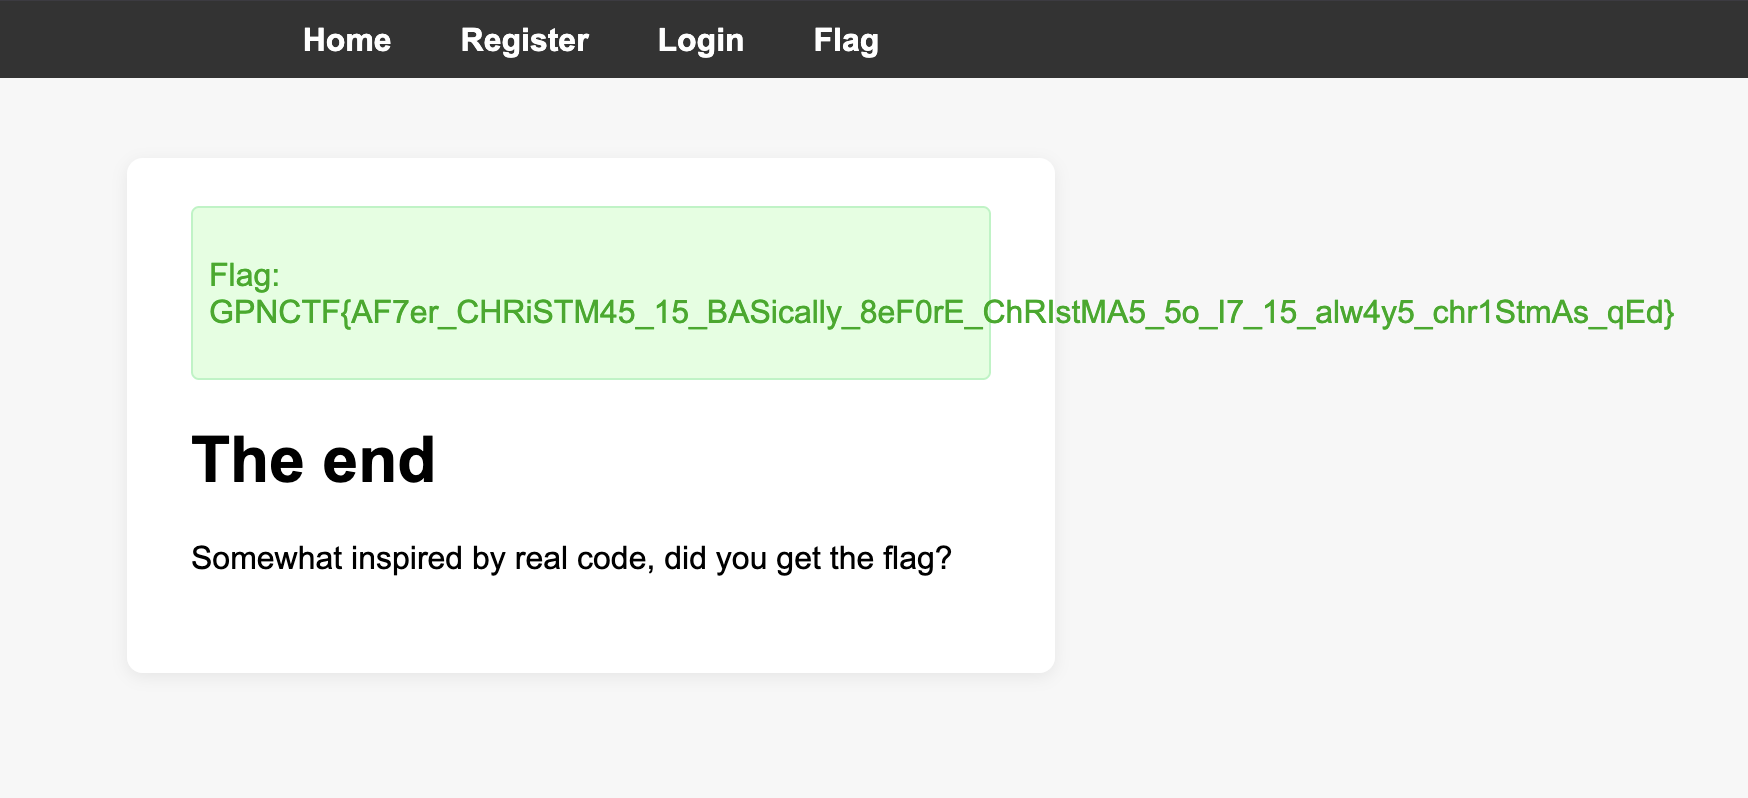 Home Register Login Flag
Flag:
GPNCTF{AF7er_CHRiSTM45_15_BASically_8eF0rE_ChRIstMA5_5o_I7_15_alw4y5_chr1StmAs_qEd}
The end
Somewhat inspired by real code, did you get the flag?